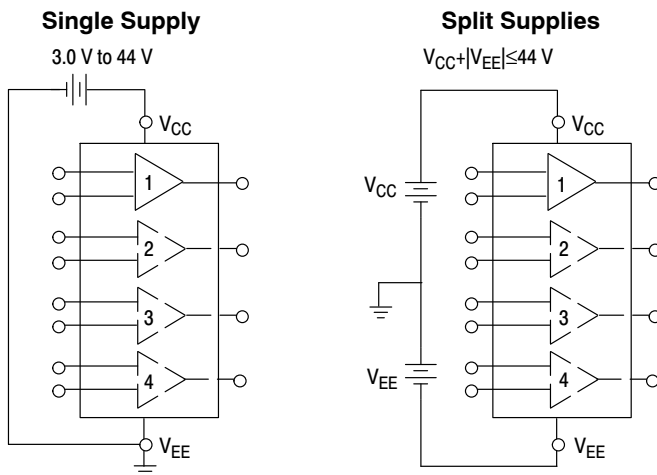 Single Supply
3.0 V to 44 V
VCC
1
2
3
4
VEE
Split Supplies
VCC+|VEE|≤44 V
VCC
VCC
1
2
3
VEE
4
VEE